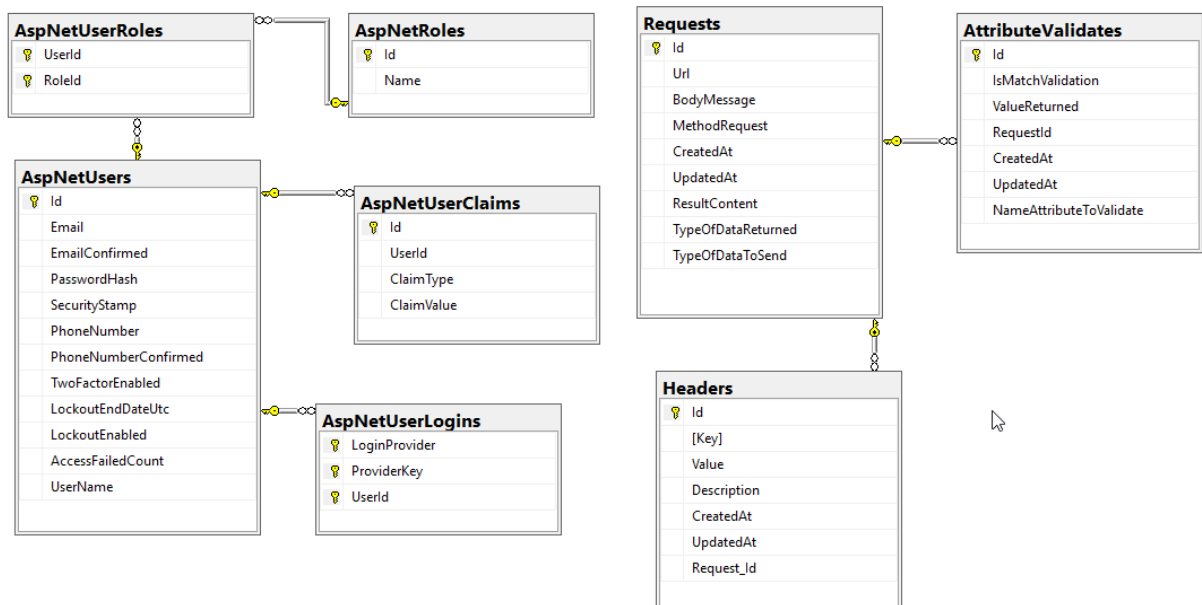 AspNetUserRoles
UserId
RoleId
AspNetRoles
Id
Name
AspNetUsers
Id
Email
EmailConfirmed
PasswordHash
SecurityStamp
PhoneNumber
PhoneNumberConfirmed
TwoFactorEnabled
LockoutEndDateUtc
LockoutEnabled
AccessFailedCount
UserName
AspNetUserClaims
Id
UserId
ClaimType
ClaimValue
AspNetUserLogins
LoginProvider
ProviderKey
UserId
Requests
Id
Url
BodyMessage
MethodRequest
CreatedAt
UpdatedAt
ResultContent
TypeOfDataReturned
TypeOfDataToSend
AttributeValidates
Id
IsMatchValidation
ValueReturned
RequestId
CreatedAt
UpdatedAt
NameAttributeToValidate
Headers
Id
[Key]
Value
Description
CreatedAt
UpdatedAt
Request_Id